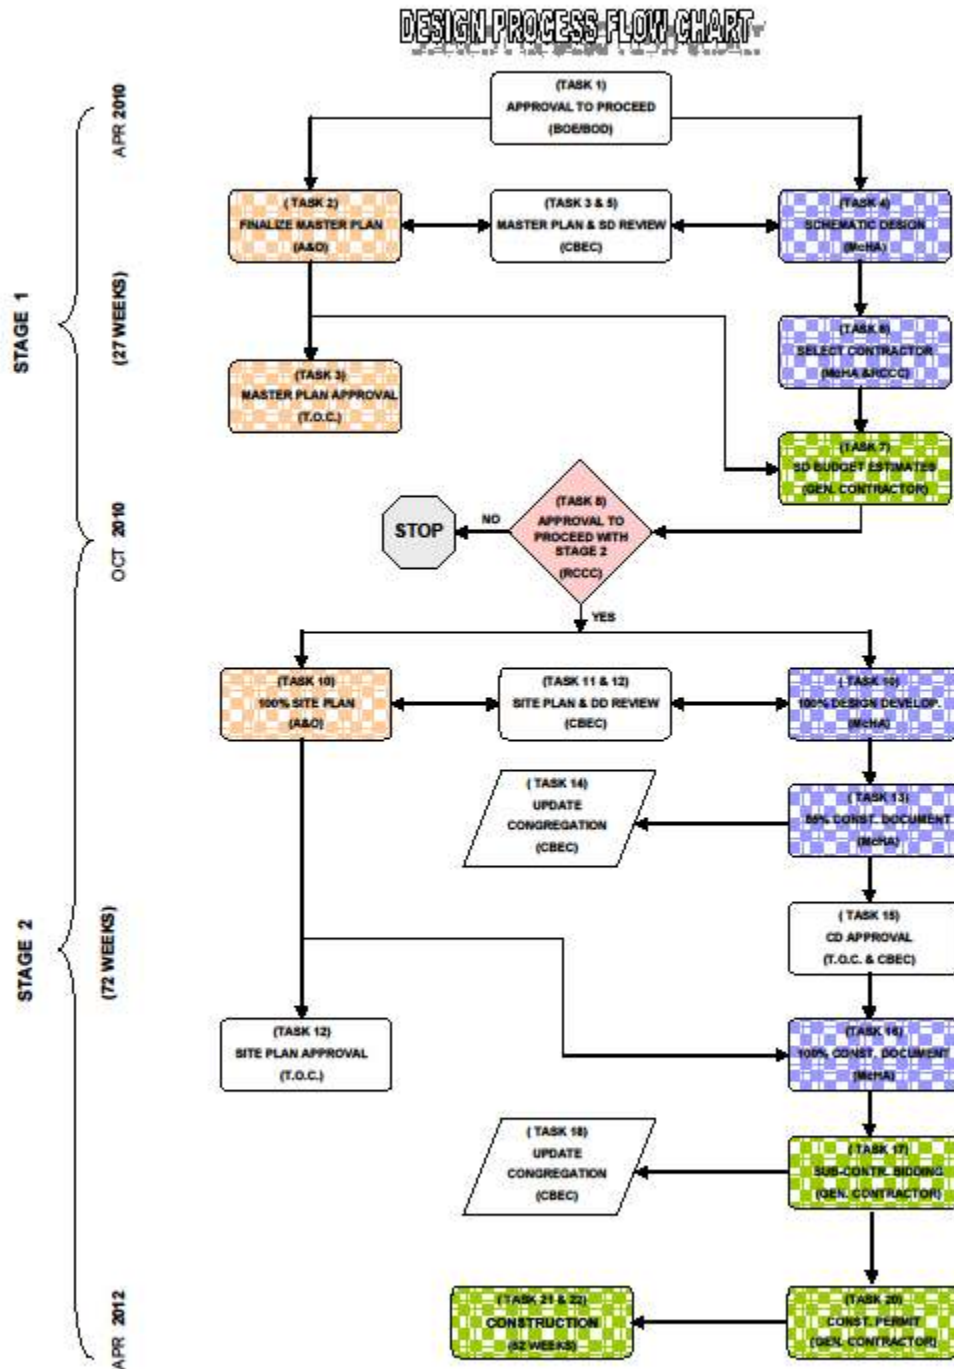 DESIGN PROCESS FLOW CHART
APR 2010
(TASK 1)
APPROVAL TO PROCEED
(BOE/BOD)
( TASK 2)
FINALIZE MASTER PLAN
(A&O)
( TASK 3 & 5)
MASTER PLAN & SD REVIEW
(CBEC)
(TASK 4)
SCHEMATIC DESIGN
(McHA)
STAGE 1
(27 WEEKS)
(TASK 6)
SELECT CONTRACTOR
(McHA &RCCC)
(TASK 3)
MASTER PLAN APPROVAL
(T.O.C.)
(TASK 7)
SD BUDGET ESTIMATES
(GEN. CONTRACTOR)
OCT 2010
STOP
NO
(TASK 8)
APPROVAL TO
PROCEED WITH
STAGE 2
(RCCC)
YES
(TASK 10)
100% SITE PLAN
(A&O)
(TASK 11 & 12)
SITE PLAN & DD REVIEW
(CBEC)
( TASK 10)
100% DESIGN DEVELOP.
(McHA)
( TASK 14)
UPDATE
CONGREGATION
(CBEC)
( TASK 13)
CONST. DOCUMENT
(McHA)
STAGE 2
(72 WEEKS)
( TASK 15)
CD APPROVAL
(T.O.C. & CBEC)
(TASK 12)
SITE PLAN APPROVAL
(T.O.C.)
(TASK 16)
100% CONST. DOCUMENT
(McHA)
( TASK 18)
UPDATE
CONGREGATION
(CBEC)
( TASK 17)
SUB-CONTR. BIDDING
(GEN. CONTRACTOR)
APR 2012
(TASK 21 & 22)
CONSTRUCTION
(52 WEEKS)
(TASK 20)
CONST. PERMIT
(GEN. CONTRACTOR)